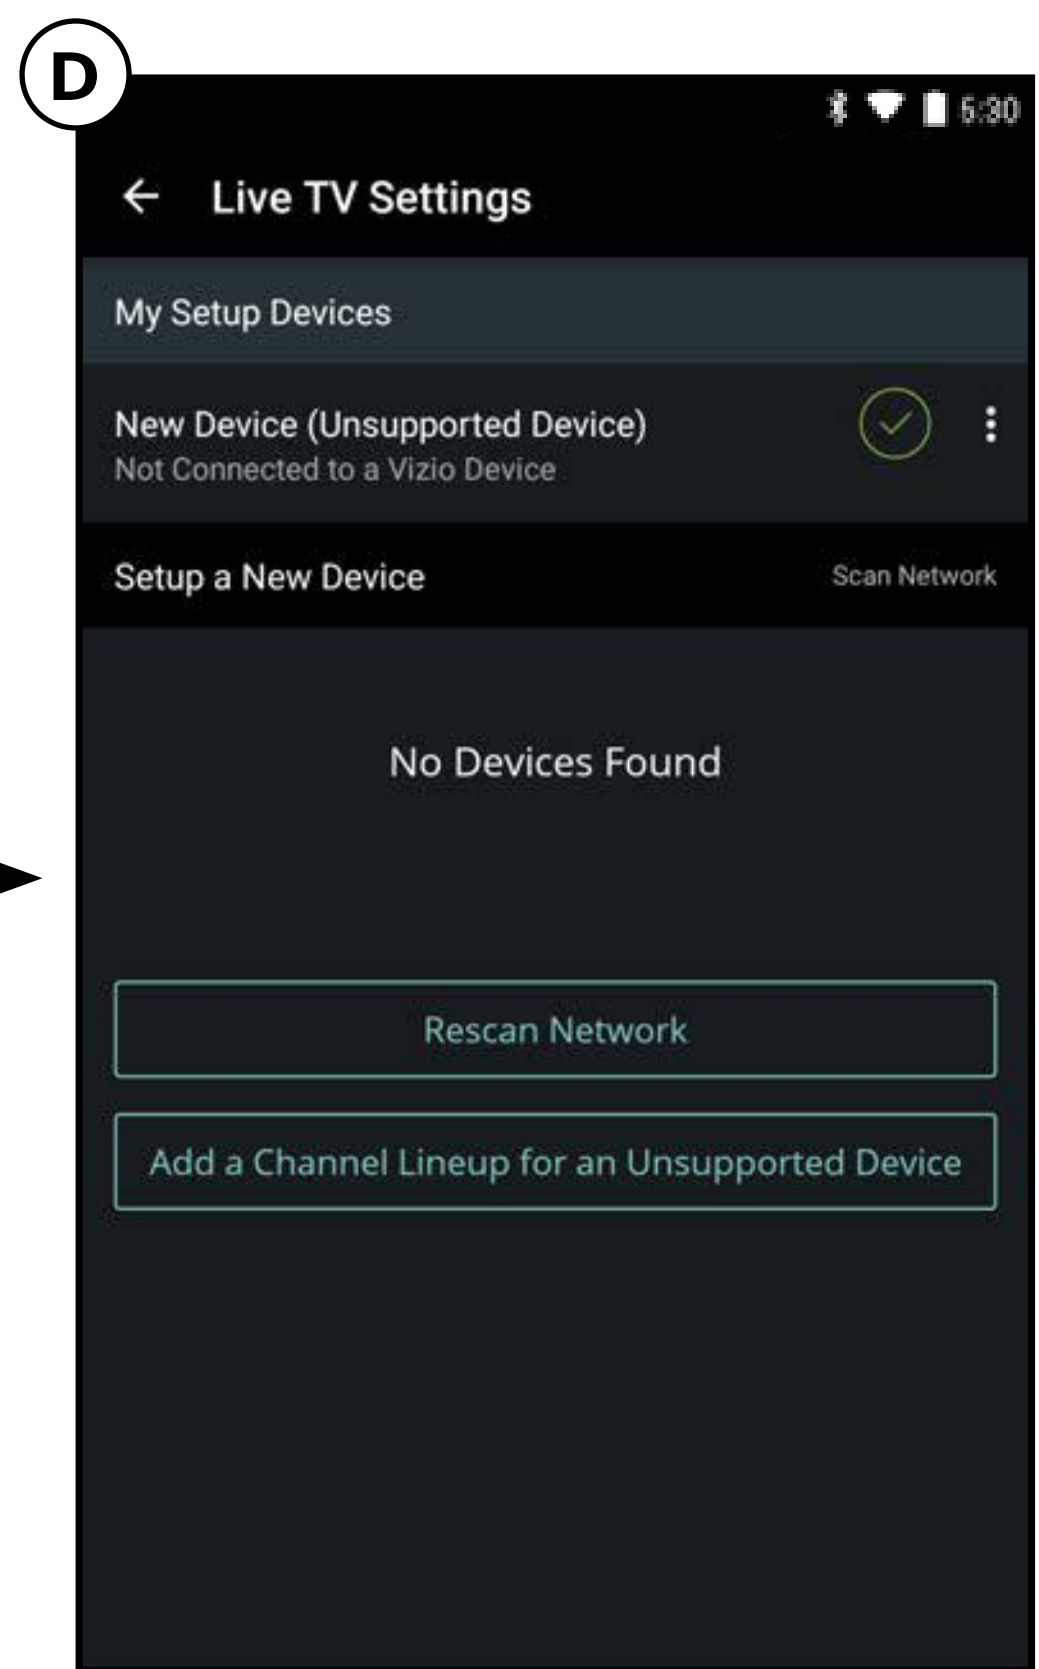 D
5:30
Live TV Settings
My Setup Devices
New Device (Unsupported Device)
Not Connected to a Vizio Device
Setup a New Device
Scan Network
No Devices Found
Rescan Network
Add a Channel Lineup for an Unsupported Device